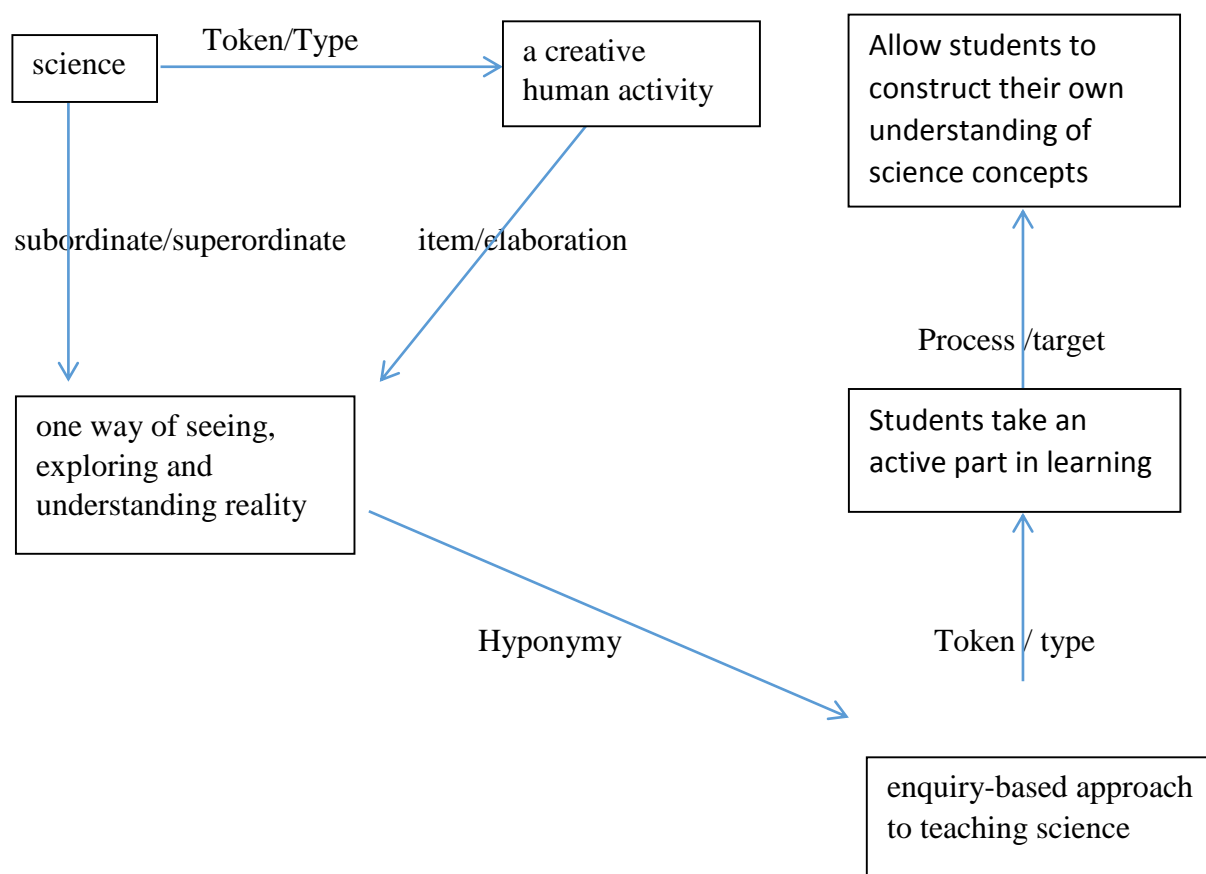 science
Token/Type
a creative
human activity
Allow students to
construct their own
understanding of
science concepts
subordinate/superordinate
item/elaboration
Process /target
one way of seeing,
exploring and
understanding reality
Students take an
active part in learning
Hyponymy
Token / type
enquiry-based approach
to teaching science